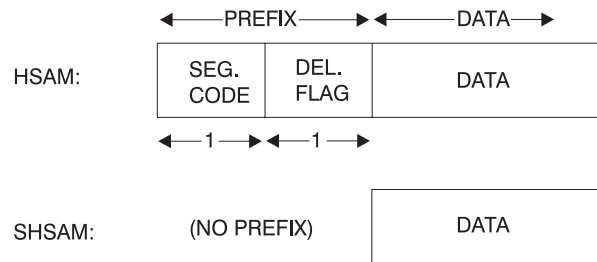 PREFIX DATA
HSAM: SEG. CODE DEL. FLAG DATA
1 1
SHSAM: (NO PREFIX) DATA